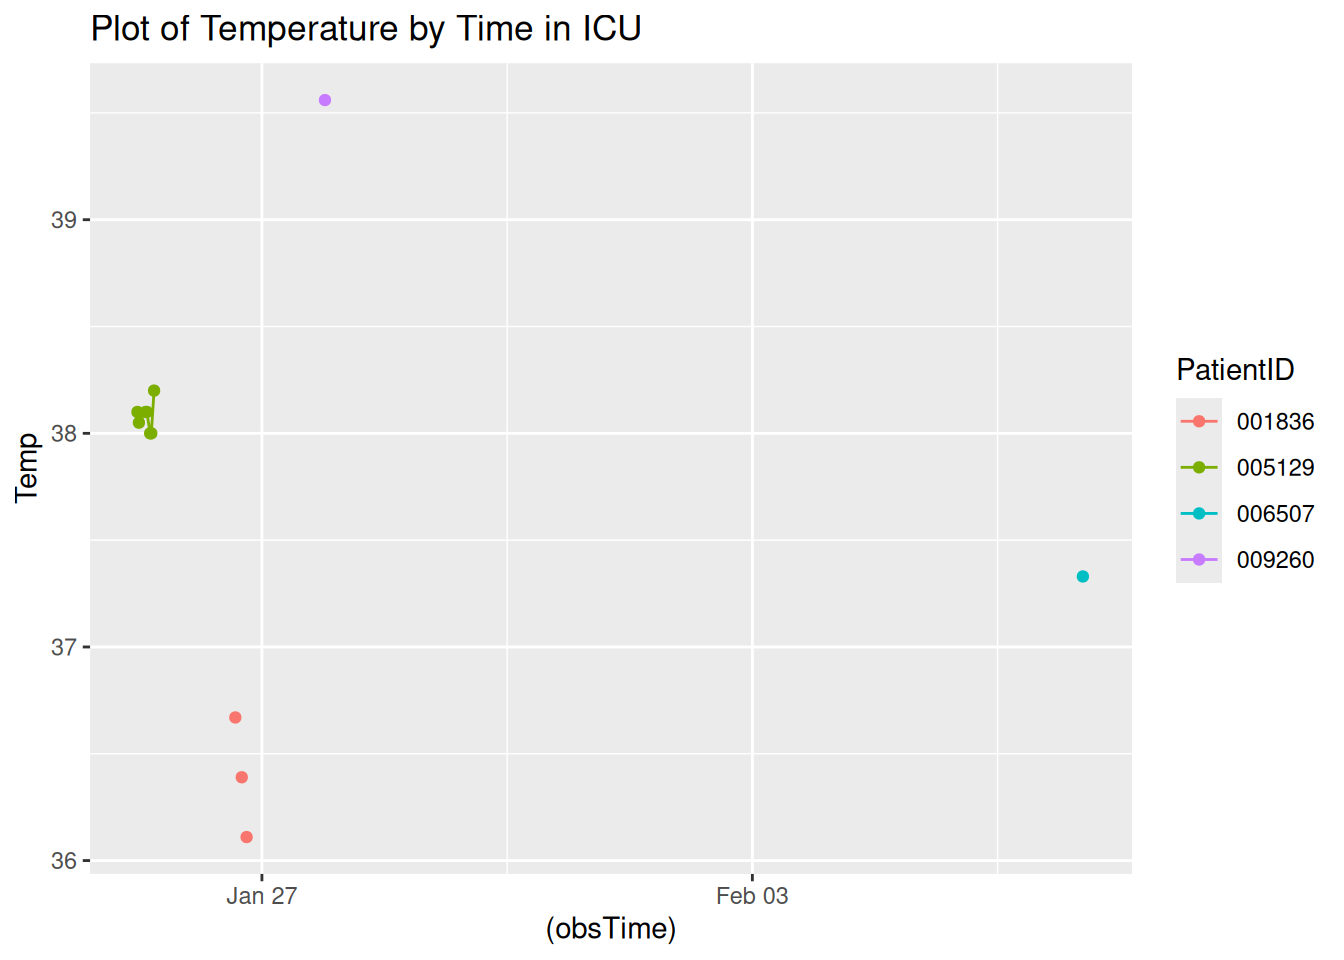 Plot of Temperature by Time in ICU
39
38
37
36
Temp
Jan 27
Feb 03
(obsTime)
PatientID
001836
005129
006507
009260